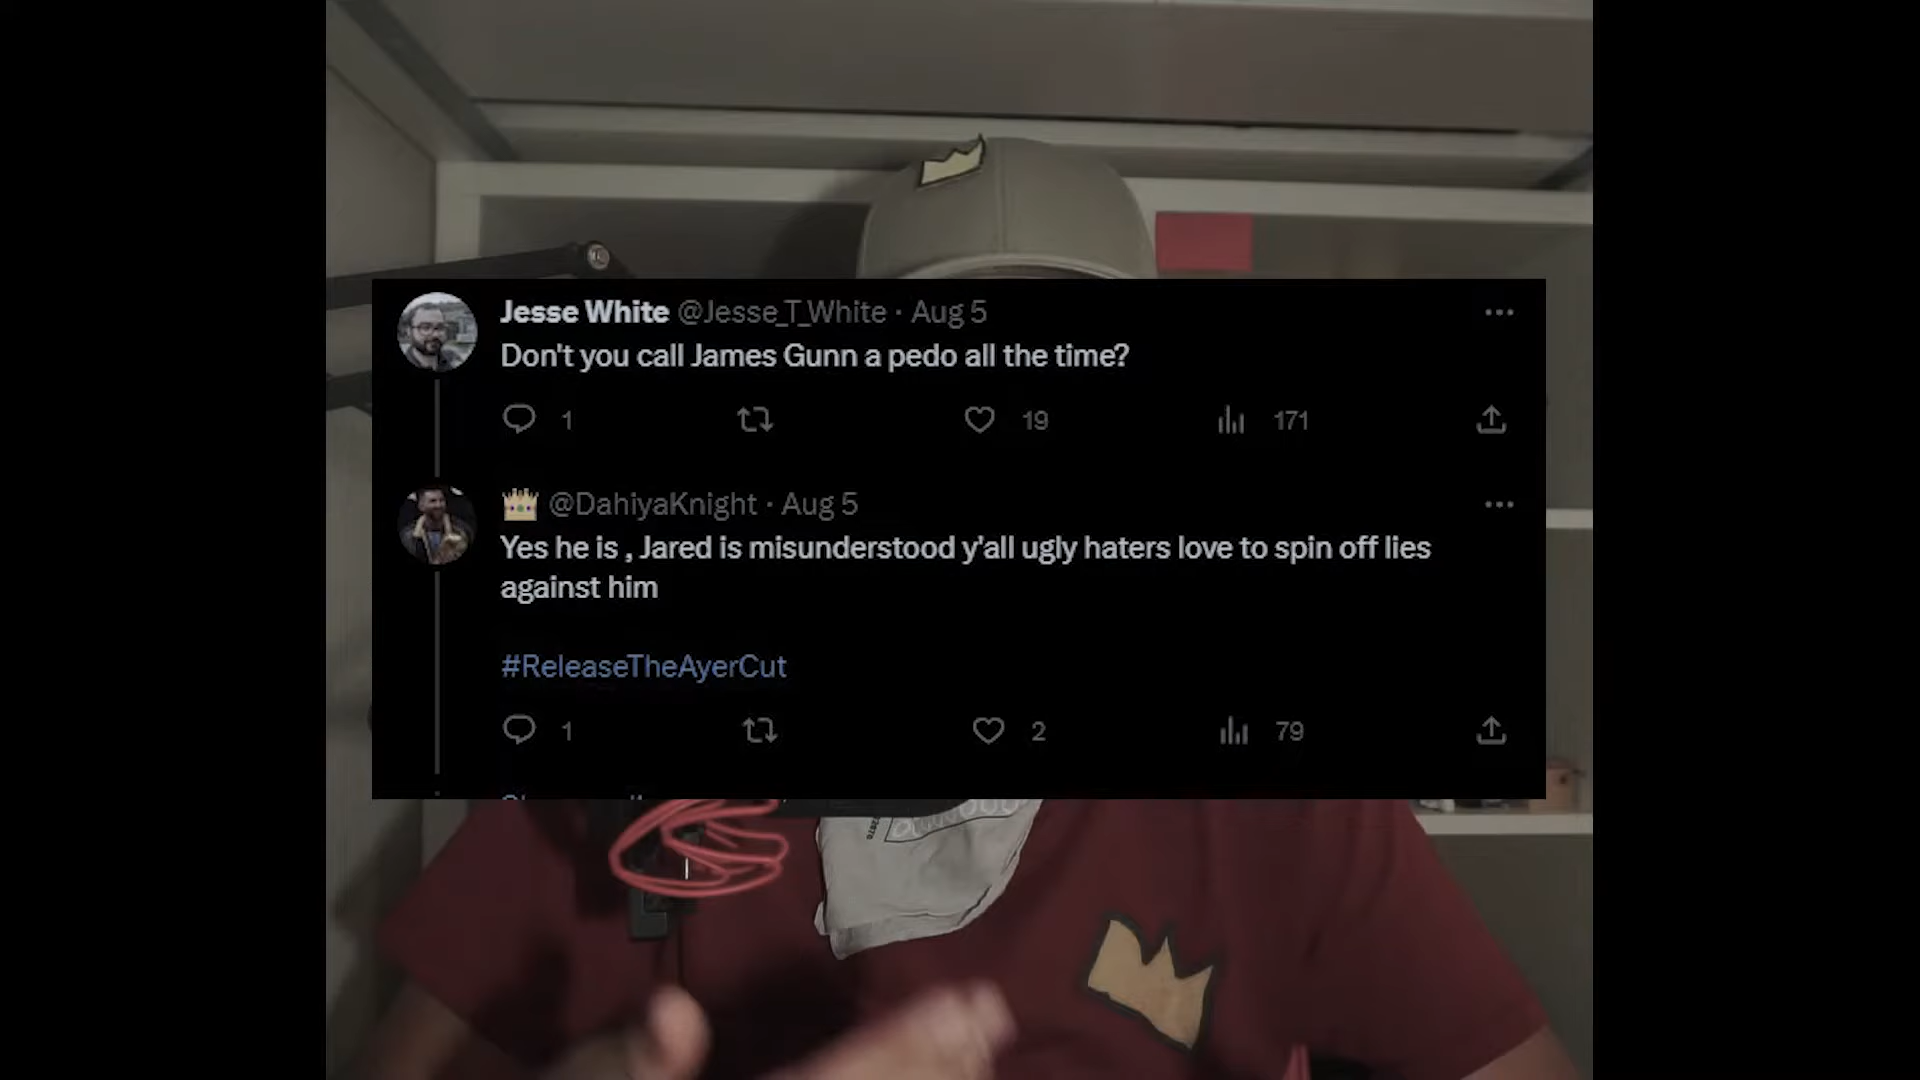 Jesse White @Jesse_T_White · Aug 5
Don't you call James Gunn a pedo all the time?
1 19 171
@DahiyaKnight · Aug 5
Yes he is , Jared is misunderstood y'all ugly haters love to spin off lies
against him
#ReleaseTheAyerCut
1 2 79